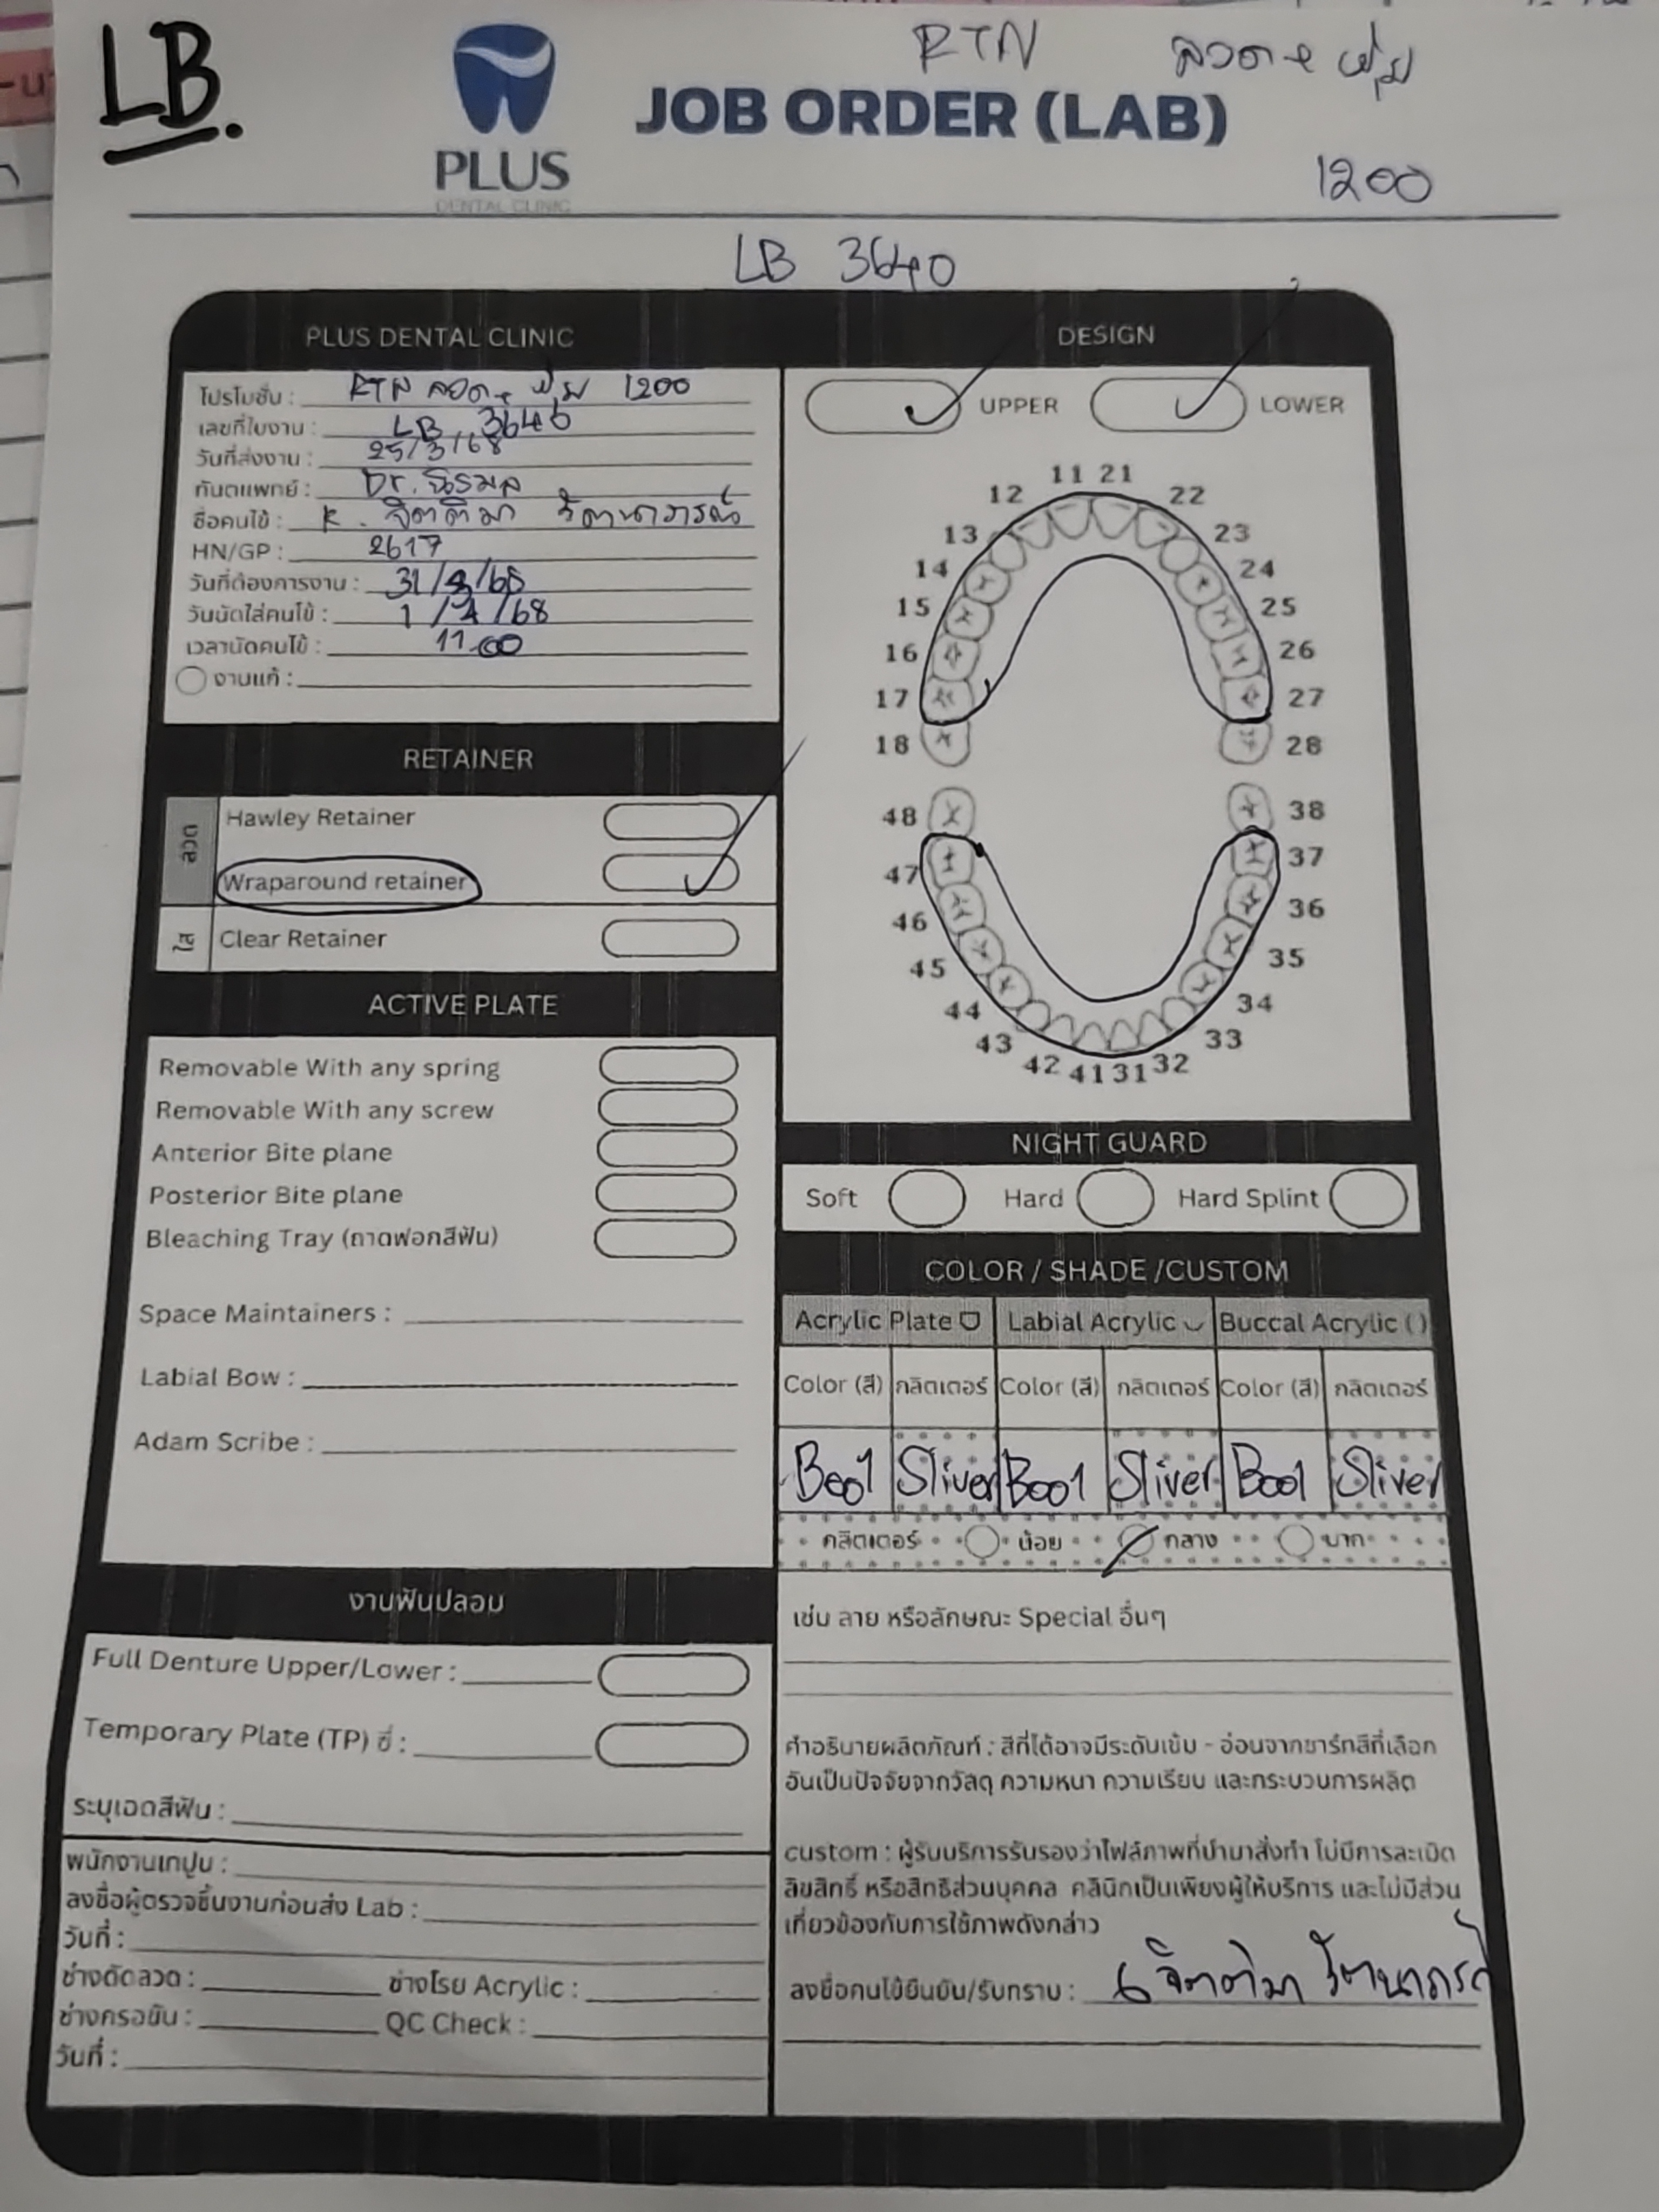 LB.
RTN ลวด+ฟุ่ม
PLUS
DENTAL CLINIC
JOB ORDER (LAB)
1200
LB 3640
PLUS DENTAL CLINIC
โปรโมชั่น : RTN ลวด+ฟุ่ม 1200
เลขที่ใบงาน : LB 3640
วันที่ส่งงาน : 25/3/68
ทันตแพทย์ : Dr.
ชื่อคนไข้ : K. จิตติมา รัตนาภรณ์
HN/GP : 2617
วันที่ต้องการงาน : 31/3/68
วันนัดใส่คนไข้ : 1/4/68
เวลานัดคนไข้ : 11.00
งานแก้ :
DESIGN
UPPER LOWER
11 21
12 22
13 23
14 24
15 25
16 26
17 27
18 28
48 38
47 37
46 36
45 35
44 34
43 33
42 41 31 32
RETAINER
ลวด
Hawley Retainer
Wraparound retainer
ใส
Clear Retainer
ACTIVE PLATE
Removable With any spring
Removable With any screw
Anterior Bite plane
Posterior Bite plane
Bleaching Tray (ถาดฟอกสีฟัน)
Space Maintainers :
Labial Bow :
Adam Scribe :
NIGHT GUARD
Soft Hard Hard Splint
COLOR / SHADE /CUSTOM
Acrylic Plate Labial Acrylic Buccal Acrylic ()
Color (สี) กลิตเตอร์ Color (สี) กลิตเตอร์ Color (สี) กลิตเตอร์
B001 Sliver B001 Sliver B001 Sliver
กลิตเตอร์ น้อย กลาง มาก
เช่น ลาย หรือลักษณะ Special อื่นๆ
คำอธิบายผลิตภัณฑ์ : สีที่ได้อาจมีระดับเข้ม - อ่อนจากชาร์ทสีที่เลือก
อันเป็นปัจจัยจากวัสดุ ความหนา ความเรียบ และกระบวนการผลิต
custom : ผู้รับบริการรับรองว่าไฟล์ภาพที่นำมาสั่งทำ ไม่มีการละเมิด
ลิขสิทธิ์ หรือสิทธิส่วนบุคคล คลินิกเป็นเพียงผู้ให้บริการ และไม่มีส่วน
เกี่ยวข้องกับการใช้ภาพดังกล่าว
ลงชื่อคนไข้ยืนยัน/รับทราบ : จิตติมา รัตนาภรณ์
งานฟันปลอม
Full Denture Upper/Lower :
Temporary Plate (TP) ซี่ :
ระบุเฉดสีฟัน :
พนักงานเทปูน :
ลงชื่อผู้ตรวจชิ้นงานก่อนส่ง Lab :
วันที่ :
ช่างดัดลวด : ช่างโรย Acrylic :
ช่างกรอขัน : QC Check :
วันที่ :